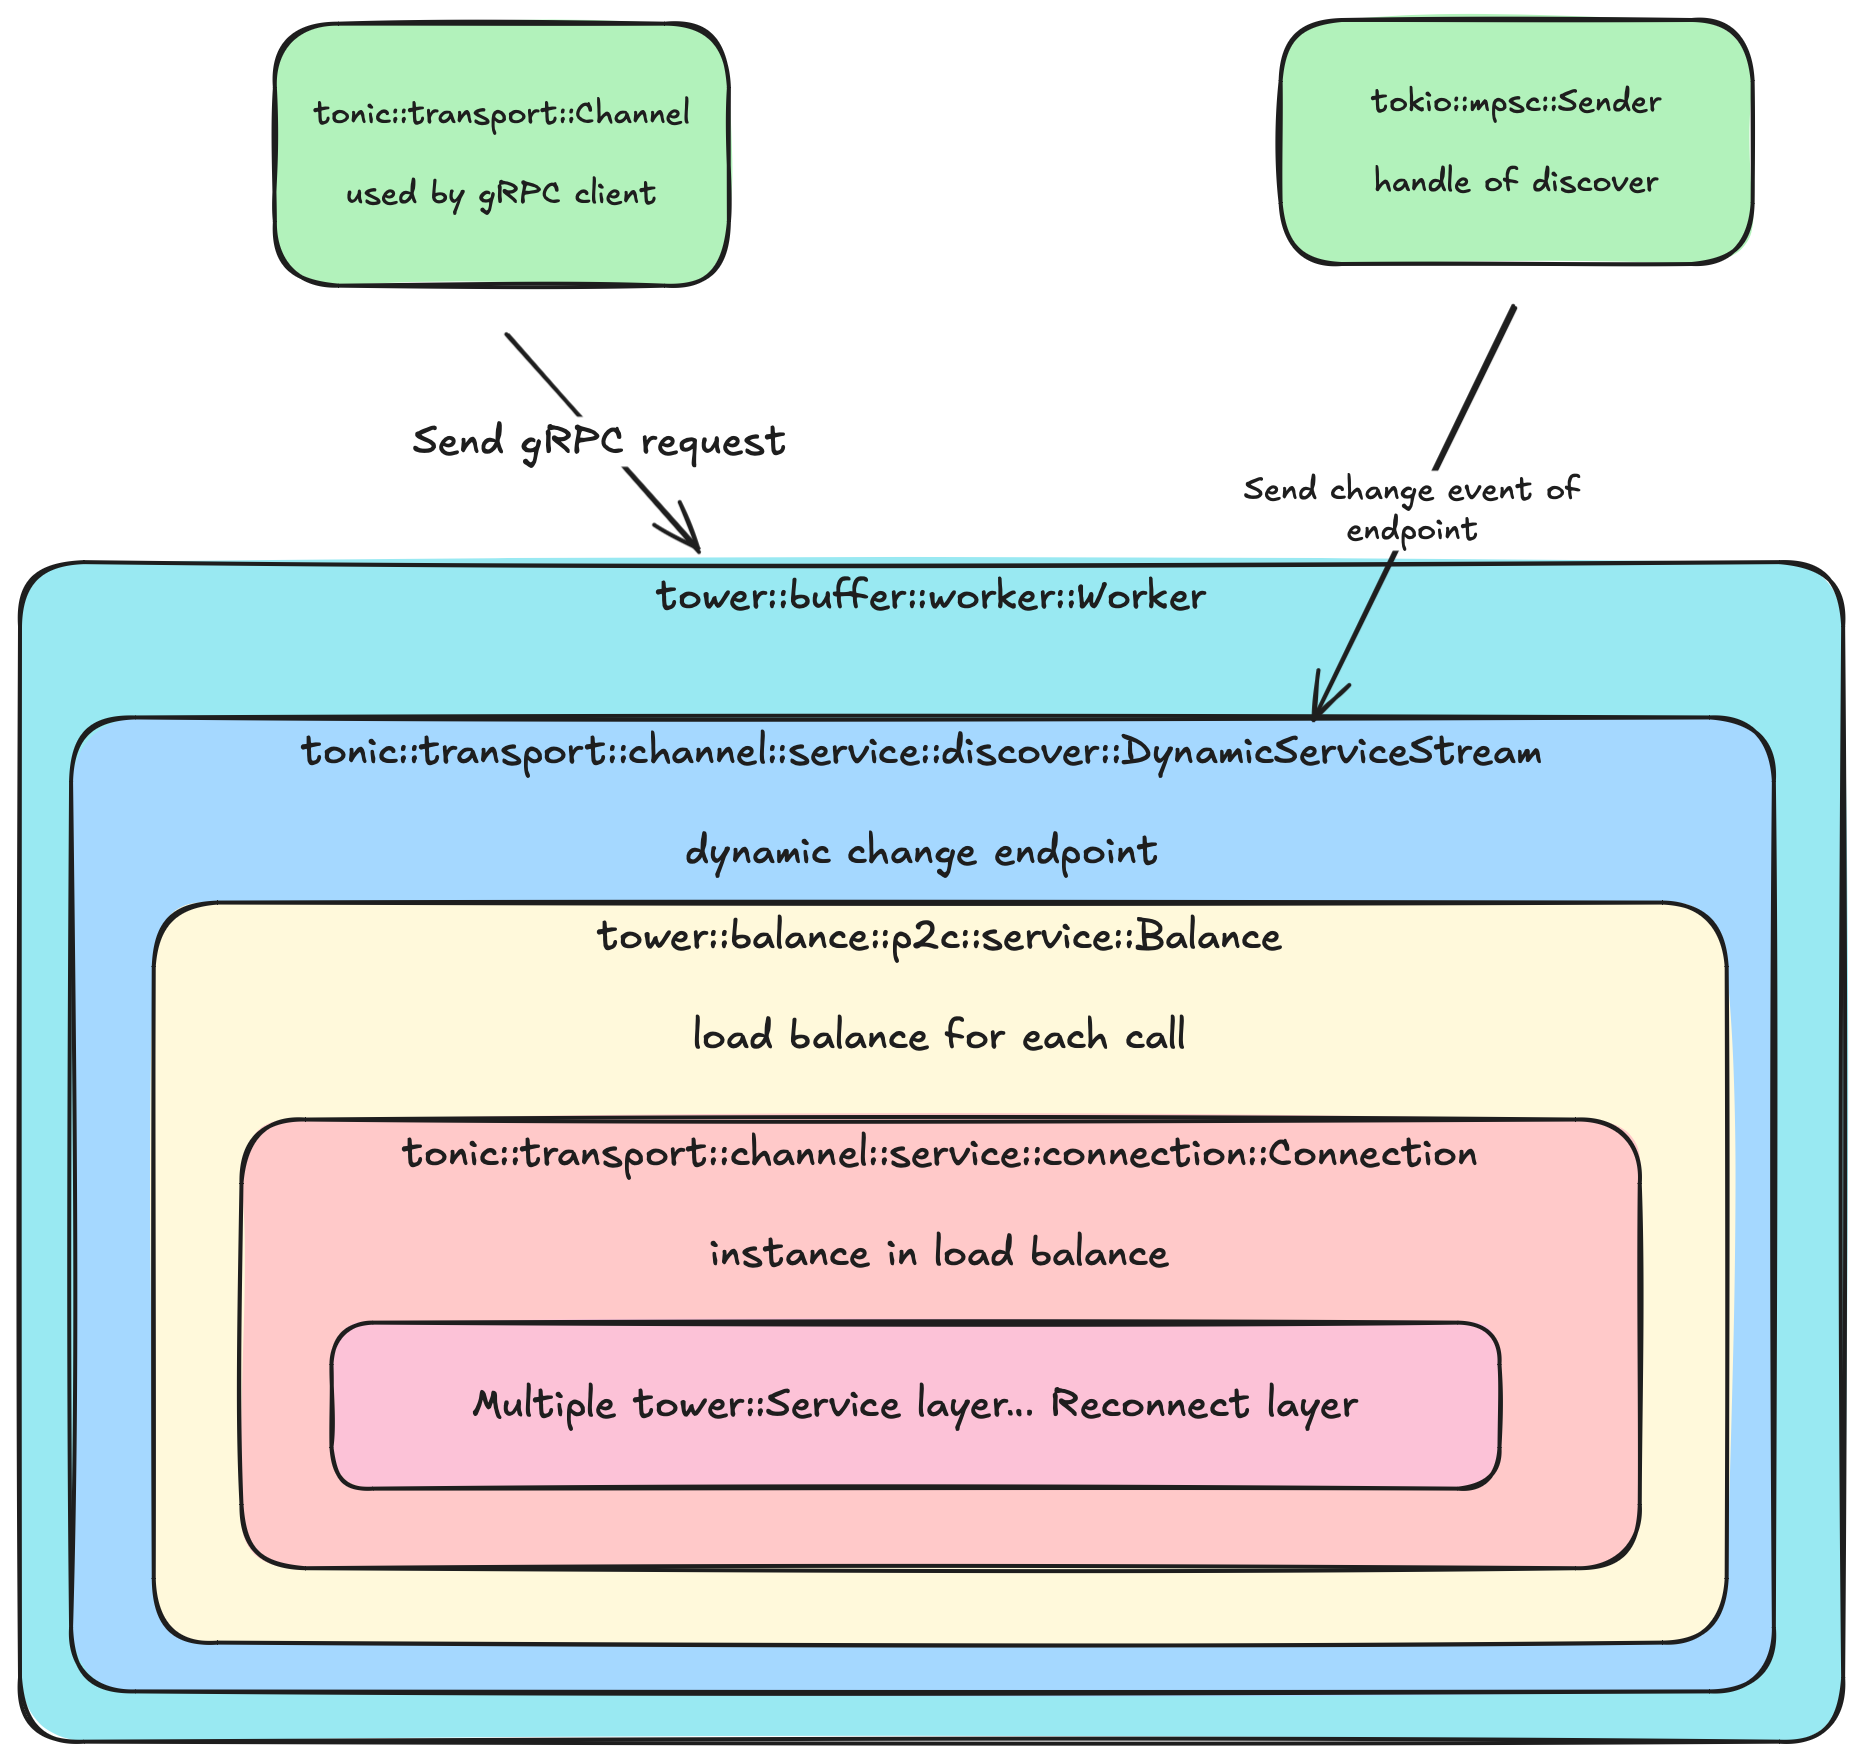 tonic::transport::Channel
used by gRPC client
tokio::mpsc::Sender
handle of discover
Send gRPC request
Send change event of
endpoint
tower::buffer::worker::Worker
tonic::transport::channel::service::discover::DynamicServiceStream
dynamic change endpoint
tower::balance::p2c::service::Balance
load balance for each call
tonic::transport::channel::service::connection::Connection
instance in load balance
Multiple tower::Service layer... Reconnect layer